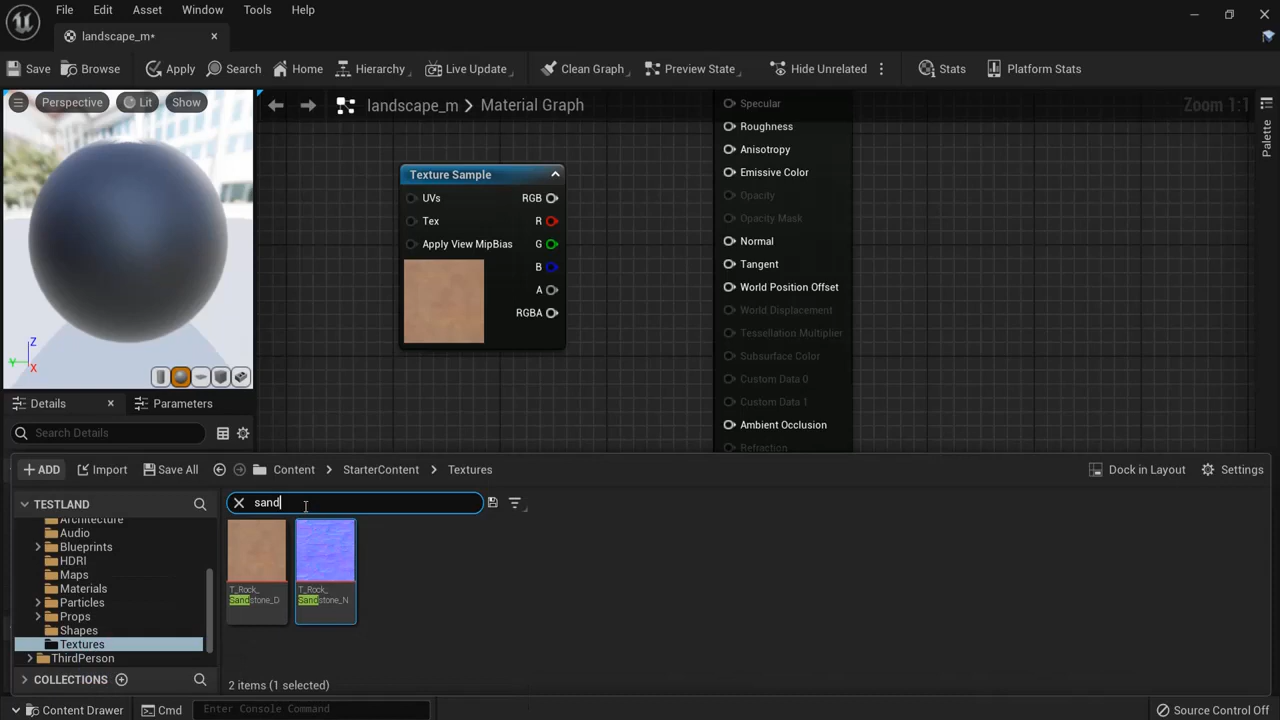 File Edit Asset Window Tools Help
landscape_m*
Save Browse Apply Search Home Hierarchy Live Update Clean Graph Preview State Hide Unrelated Stats Platform Stats
Perspective Lit Show
landscape_m > Material Graph
Zoom 1:1
Palette
Texture Sample
UVs RGB
Tex R
Apply View MipBias G
B
A
RGBA
Specular
Roughness
Anisotropy
Emissive Color
Opacity
Opacity Mask
Normal
Tangent
World Position Offset
World Displacement
Tessellation Multiplier
Subsurface Color
Custom Data 0
Custom Data 1
Ambient Occlusion
Refraction
Z
Y
X
Details Parameters
Search Details
+ ADD Import Save All Content > StarterContent > Textures Dock in Layout Settings
TESTLAND
Architecture
Audio
Blueprints
HDRI
Maps
Materials
Particles
Props
Shapes
Textures
ThirdPerson
COLLECTIONS
sand
T_Rock_
Sandstone_D
T_Rock_
Sandstone_N
2 items (1 selected)
Content Drawer Cmd Enter Console Command Source Control Off